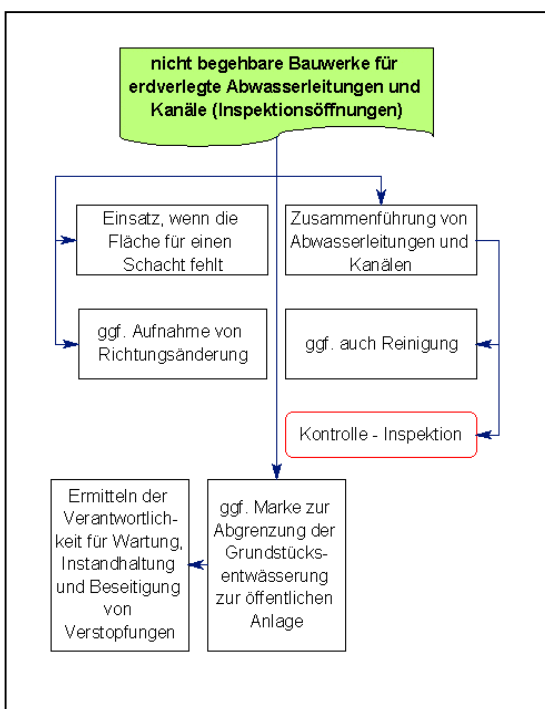 nicht begehbare Bauwerke für
erdverlegte Abwasserleitungen und
Kanäle (Inspektionsöffnungen)
Einsatz, wenn die
Fläche für einen
Schacht fehlt
Zusammenführung von
Abwasserleitungen und
Kanälen
ggf. Aufnahme von
Richtungsänderung
ggf. auch Reinigung
Kontrolle - Inspektion
Ermitteln der
Verantwortlich-
keit für Wartung,
Instandhaltung
und Beseitigung
von
Verstopfungen
ggf. Marke zur
Abgrenzung der
Grundstücks-
entwässerung
zur öffentlichen
Anlage